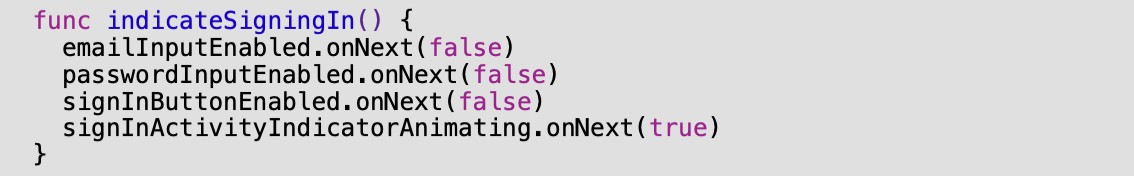 func indicateSigningIn() {
  emailInputEnabled.onNext(false)
  passwordInputEnabled.onNext(false)
  signInButtonEnabled.onNext(false)
  signInActivityIndicatorAnimating.onNext(true)
}